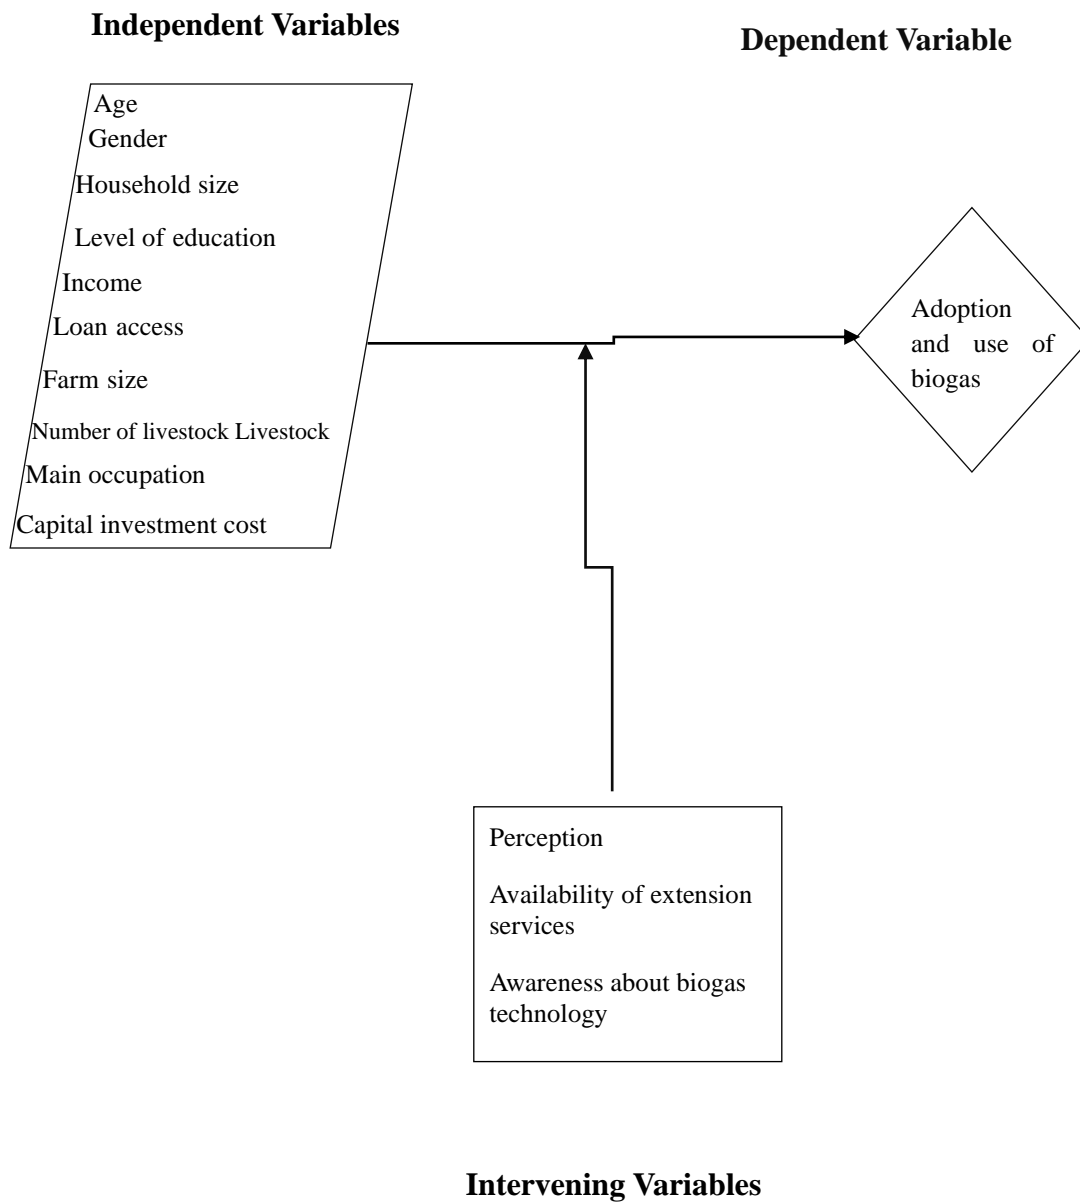 Independent Variables
Dependent Variable
Age
Gender
Household size
Level of education
Income
Loan access
Farm size
Number of livestock Livestock
Main occupation
Capital investment cost
Adoption
and use of
biogas
Perception
Availability of extension
services
Awareness about biogas
technology
Intervening Variables